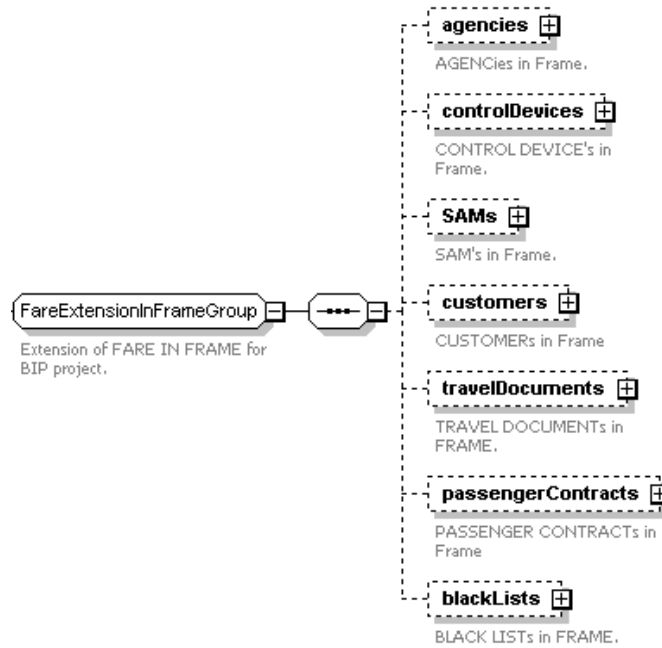 agencies
AGENCies in Frame.
controlDevices
CONTROL DEVICE's in
Frame.
SAMs
SAM's in Frame.
FareExtensionInFrameGroup
Extension of FARE IN FRAME for
BIP project.
customers
CUSTOMERs in Frame
travelDocuments
TRAVEL DOCUMENTs in
FRAME.
passengerContracts
PASSENGER CONTRACTs in
Frame
blackLists
BLACK LISTs in FRAME.